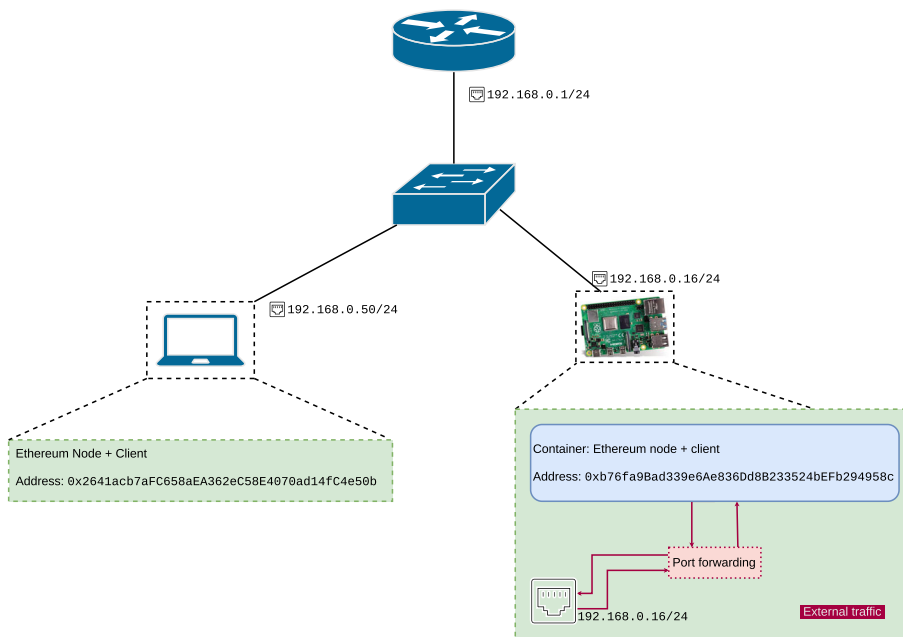 192.168.0.1/24
192.168.0.16/24
192.168.0.50/24
Ethereum Node + Client
Address: 0x2641acb7aFC658aEA362eC58E4070ad14fC4e50b
Container: Ethereum node + client
Address: 0xb76fa9Bad339e6Ae836Dd8B233524bEFb294958c
Port forwarding
192.168.0.16/24
External traffic